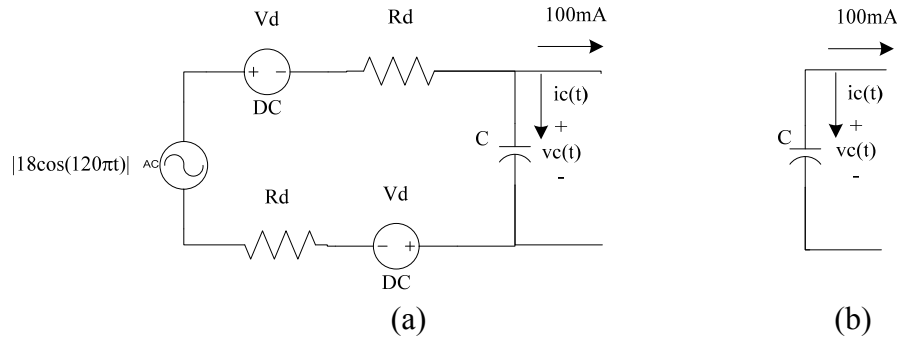 Vd
Rd
100mA
+ -
DC
ic(t)
C
+
vc(t)
-
|18cos(120πt)|
AC
Rd
Vd
- +
DC
(a)
100mA
ic(t)
C
+
vc(t)
-
(b)